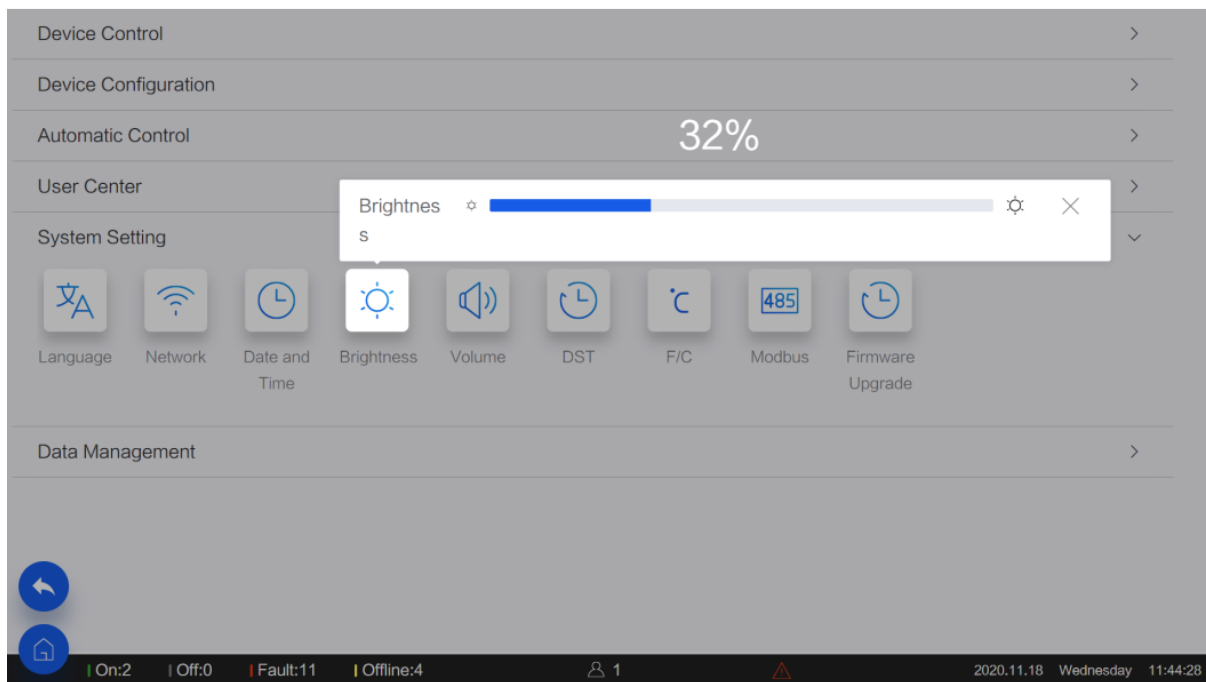 Device Control
Device Configuration
Automatic Control
32%
User Center
Brightnes
s
System Setting
文A
485
°C
Language
Network
Date and
Time
Brightness
Volume
DST
F/C
Modbus
Firmware
Upgrade
Data Management
On:2
Off:0
Fault:11
Offline:4
1
2020.11.18 Wednesday 11:44:28